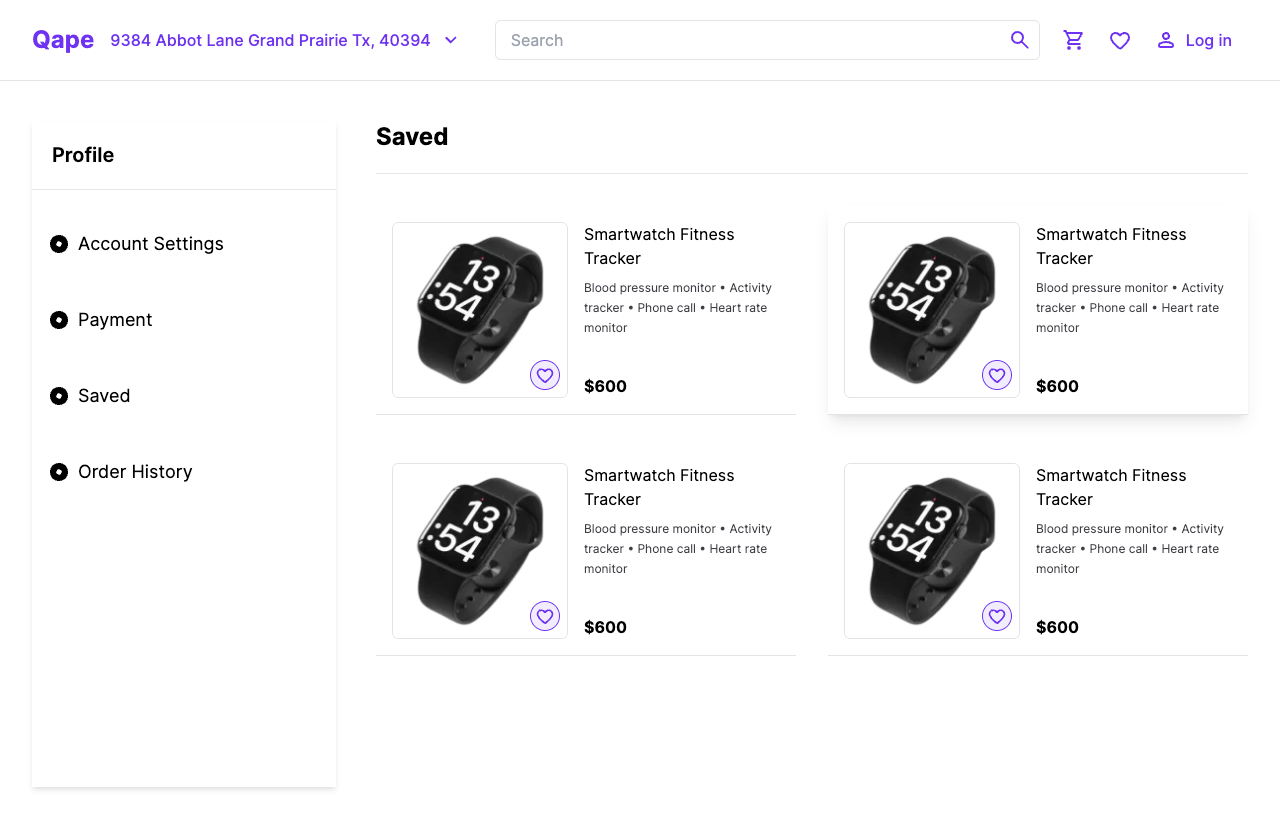 Qape
9384 Abbot Lane Grand Prairie Tx, 40394
Search
Log in
Profile
Account Settings
Payment
Saved
Order History
Saved
13
:54
Smartwatch Fitness
Tracker
Blood pressure monitor • Activity
tracker • Phone call • Heart rate
monitor
$600
13
:54
Smartwatch Fitness
Tracker
Blood pressure monitor • Activity
tracker • Phone call • Heart rate
monitor
$600
13
:54
Smartwatch Fitness
Tracker
Blood pressure monitor • Activity
tracker • Phone call • Heart rate
monitor
$600
13
:54
Smartwatch Fitness
Tracker
Blood pressure monitor • Activity
tracker • Phone call • Heart rate
monitor
$600